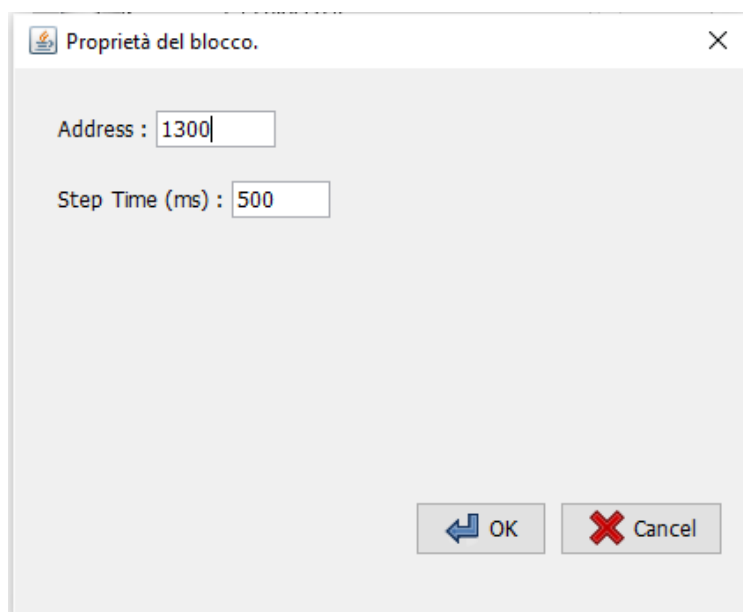 Proprietà del blocco.
Address : 1300
Step Time (ms) : 500
OK Cancel